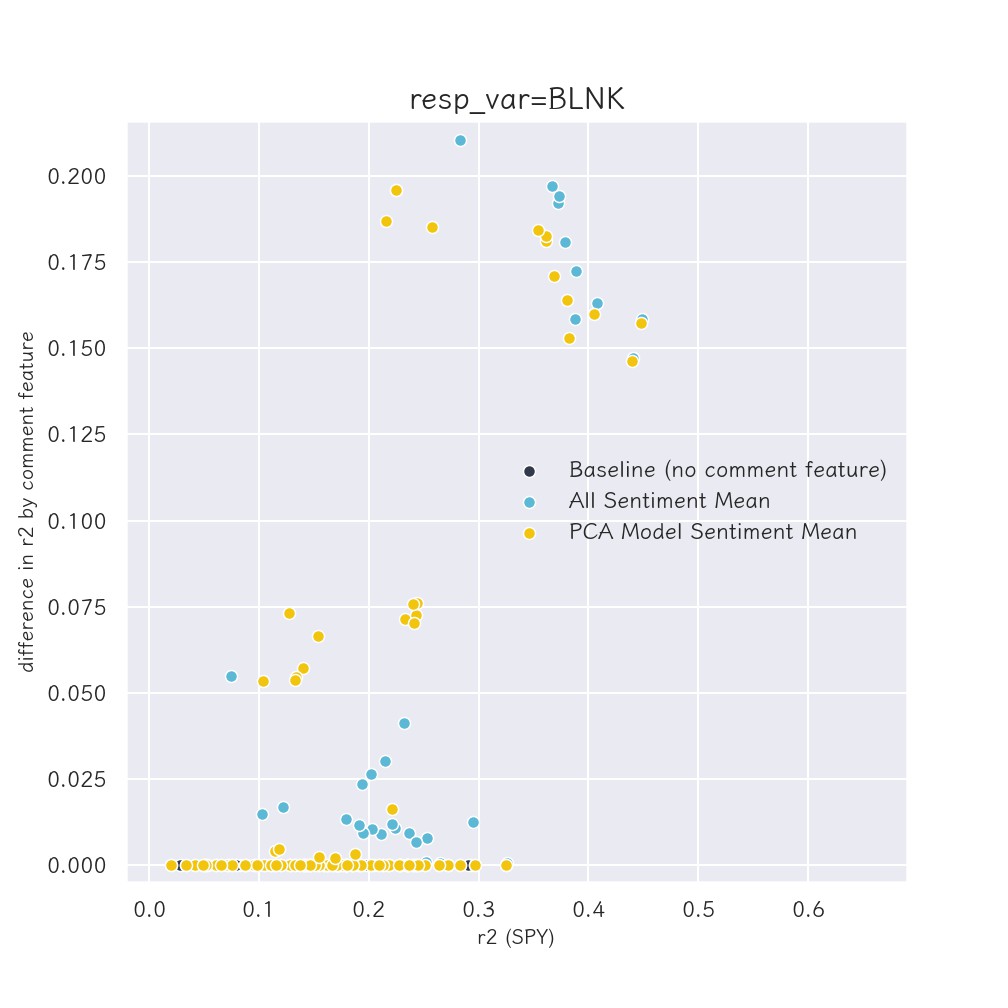 resp_var=BLNK
0.200
0.175
0.150
0.125
0.100
0.075
0.050
0.025
0.000
difference in r2 by comment feature
Baseline (no comment feature)
All Sentiment Mean
PCA Model Sentiment Mean
0.0 0.1 0.2 0.3 0.4 0.5 0.6
r2 (SPY)